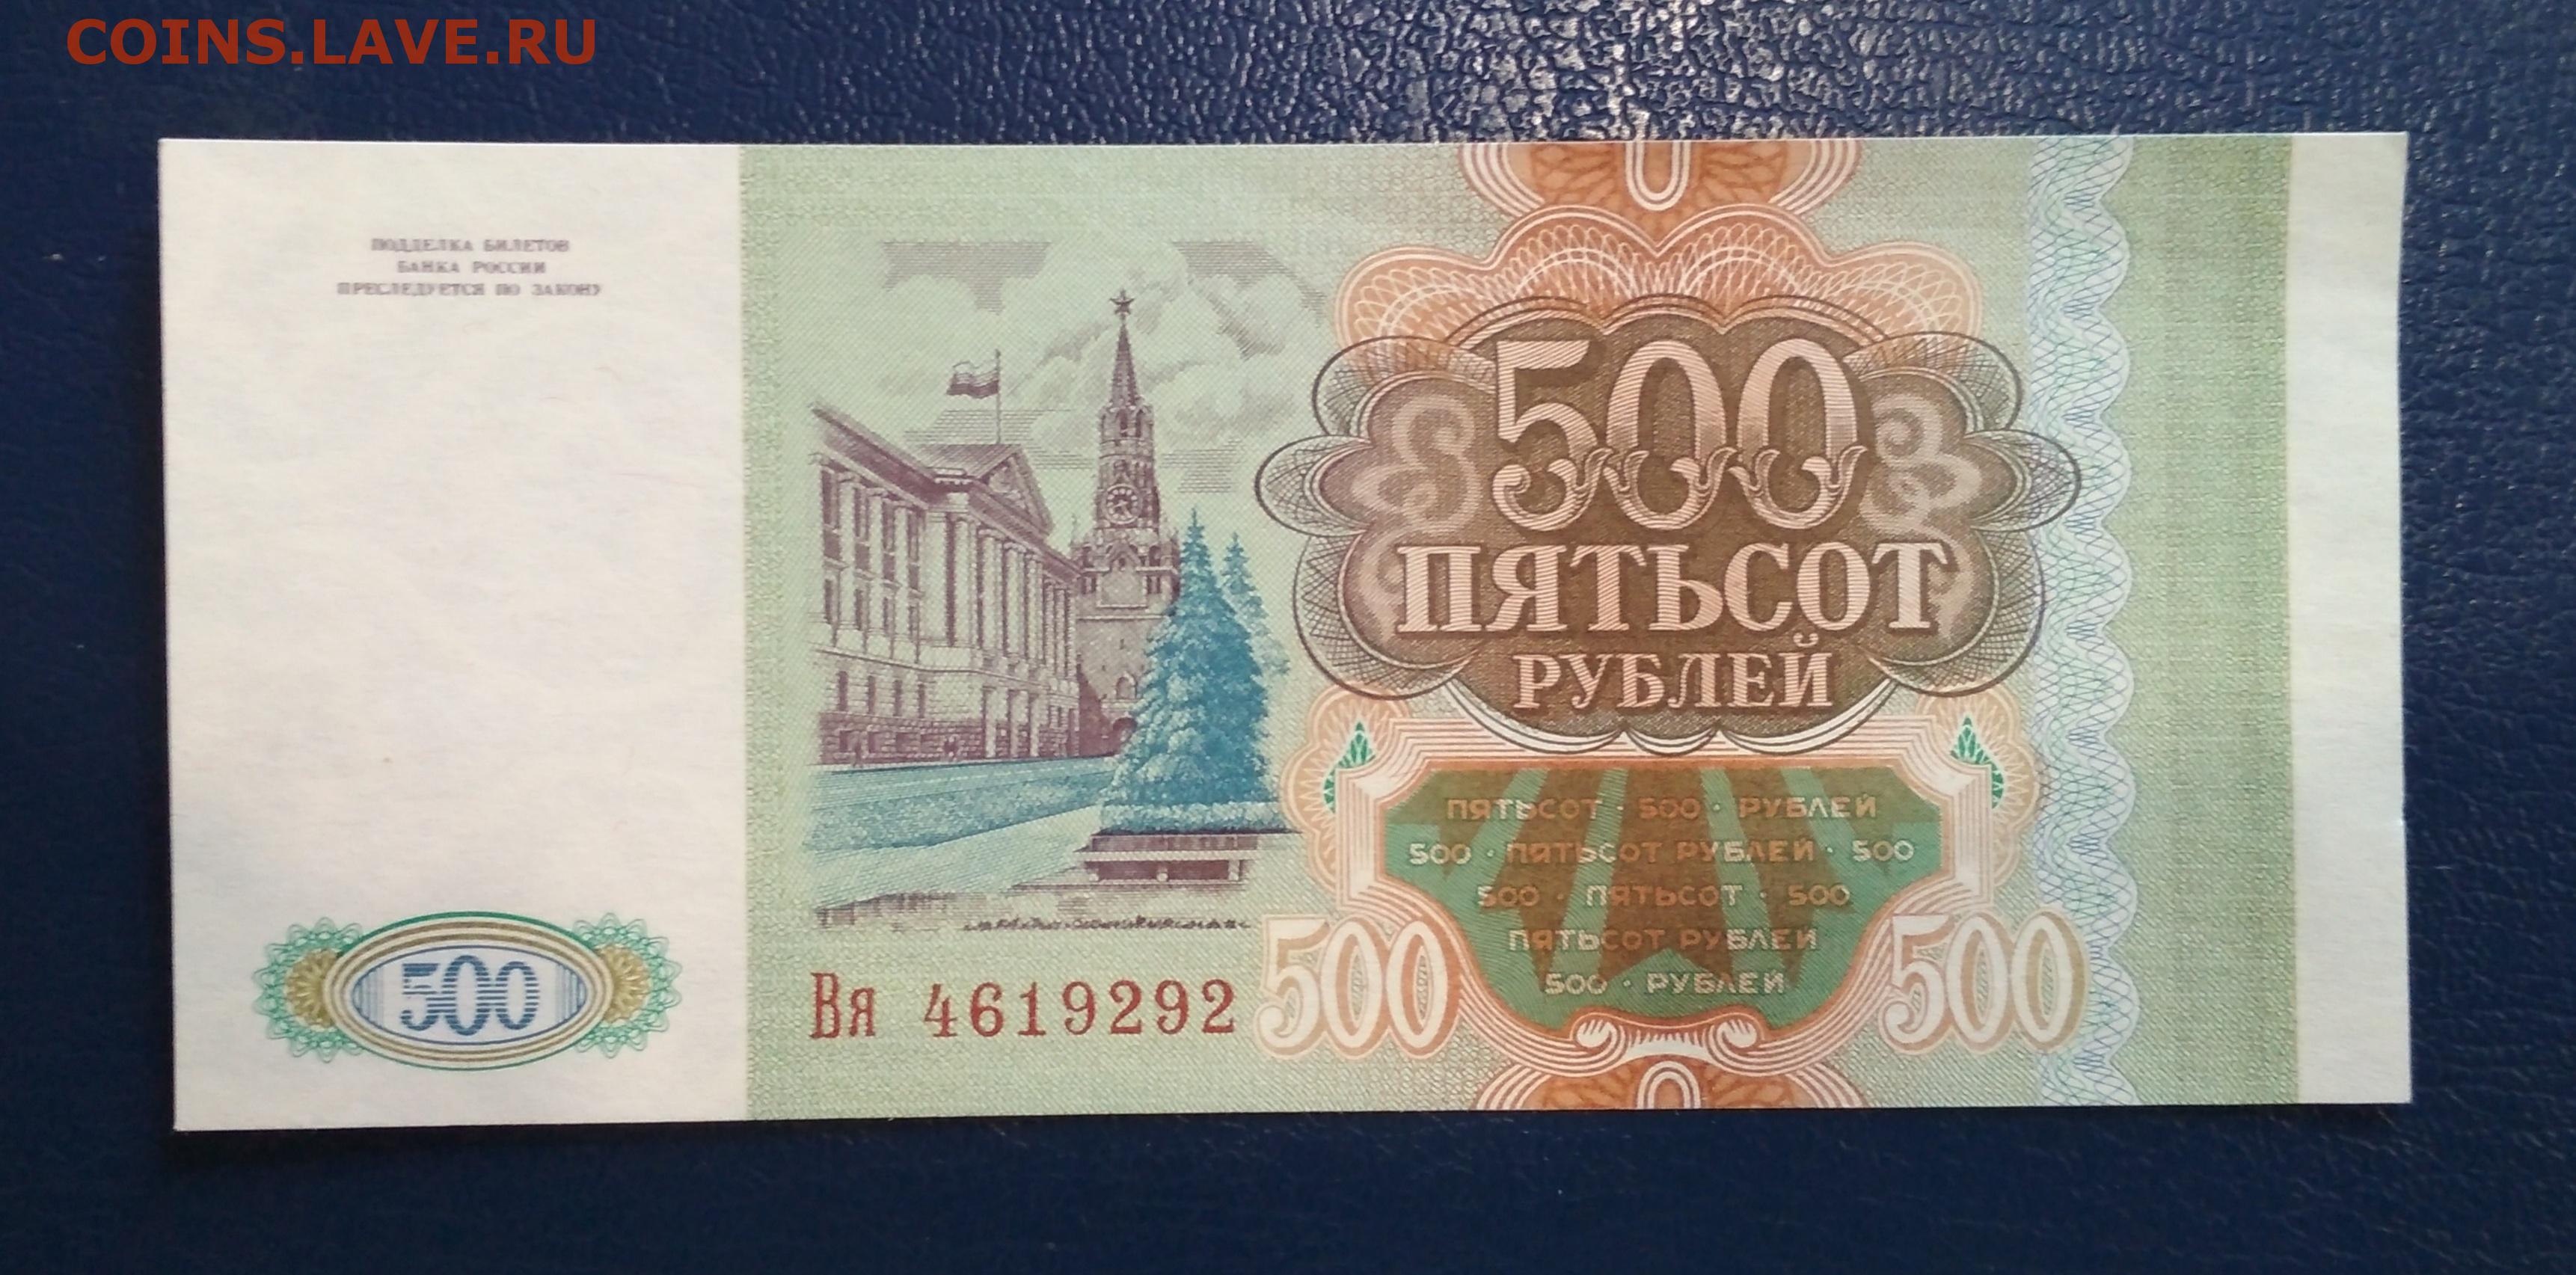 COINS.LAVE.RU
ПОДДЕЛКА БИЛЕТОВ
БАНКА РОССИИ
ПРЕСЛЕДУЕТСЯ ПО ЗАКОНУ
500
ПЯТЬСОТ
РУБЛЕЙ
ПЯТЬСОТ · 500 · РУБЛЕЙ
500 · ПЯТЬСОТ РУБЛЕЙ · 500
500 · ПЯТЬСОТ · 500
ПЯТЬСОТ РУБЛЕЙ
500 · РУБЛЕЙ
500
Вя 4619292
500
500